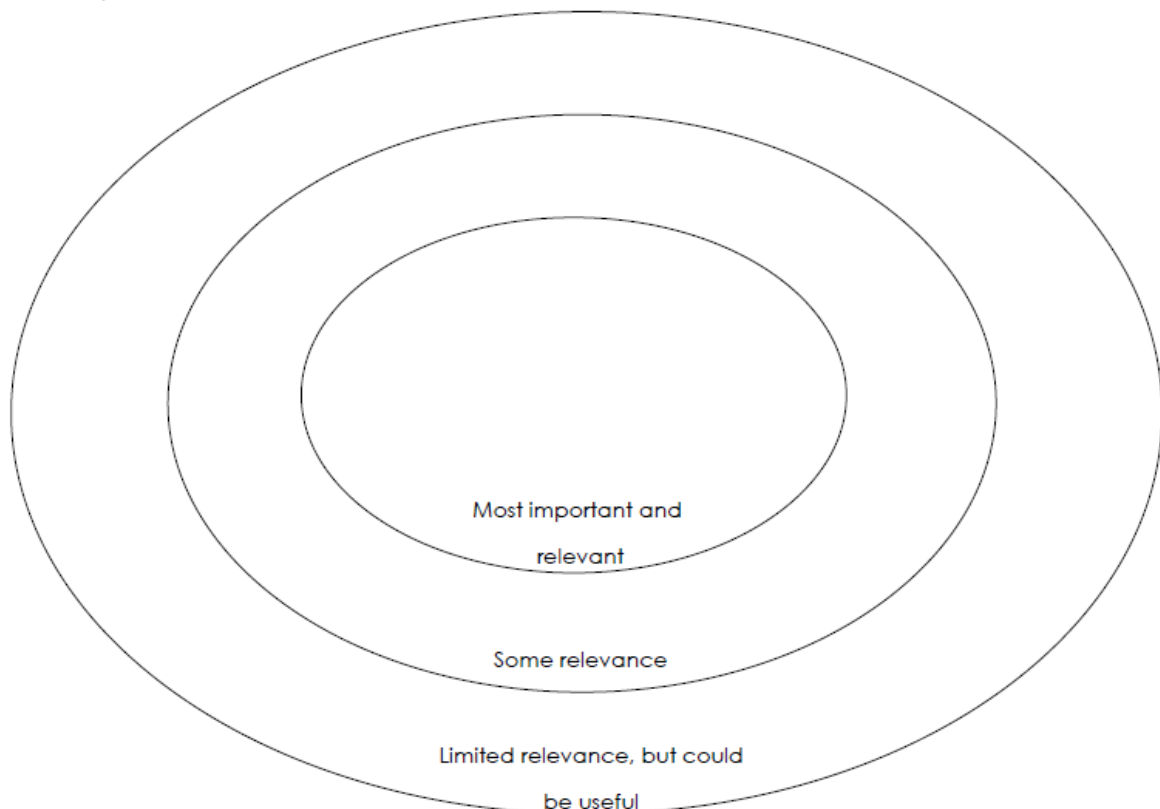 Most important and
relevant
Some relevance
Limited relevance, but could
be useful